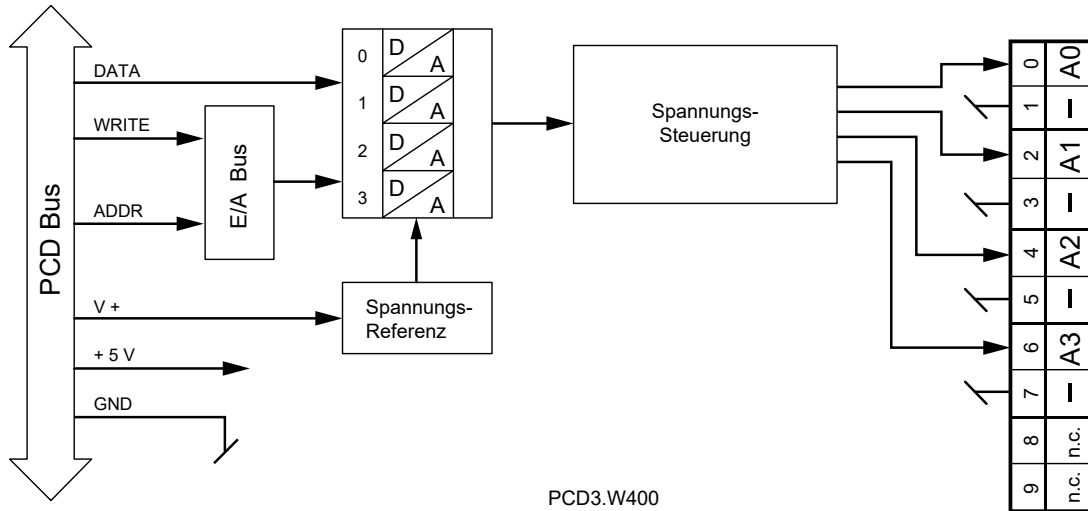 PCD Bus
DATA
WRITE
ADDR
V +
+ 5 V
GND
E/A Bus
0 D A
1 D A
2 D A
3 D A
Spannungs-
Referenz
Spannungs-
Steuerung
0 A0
1 –
2 A1
3 –
4 A2
5 –
6 A3
7 –
8 n.c.
9 n.c.
PCD3.W400